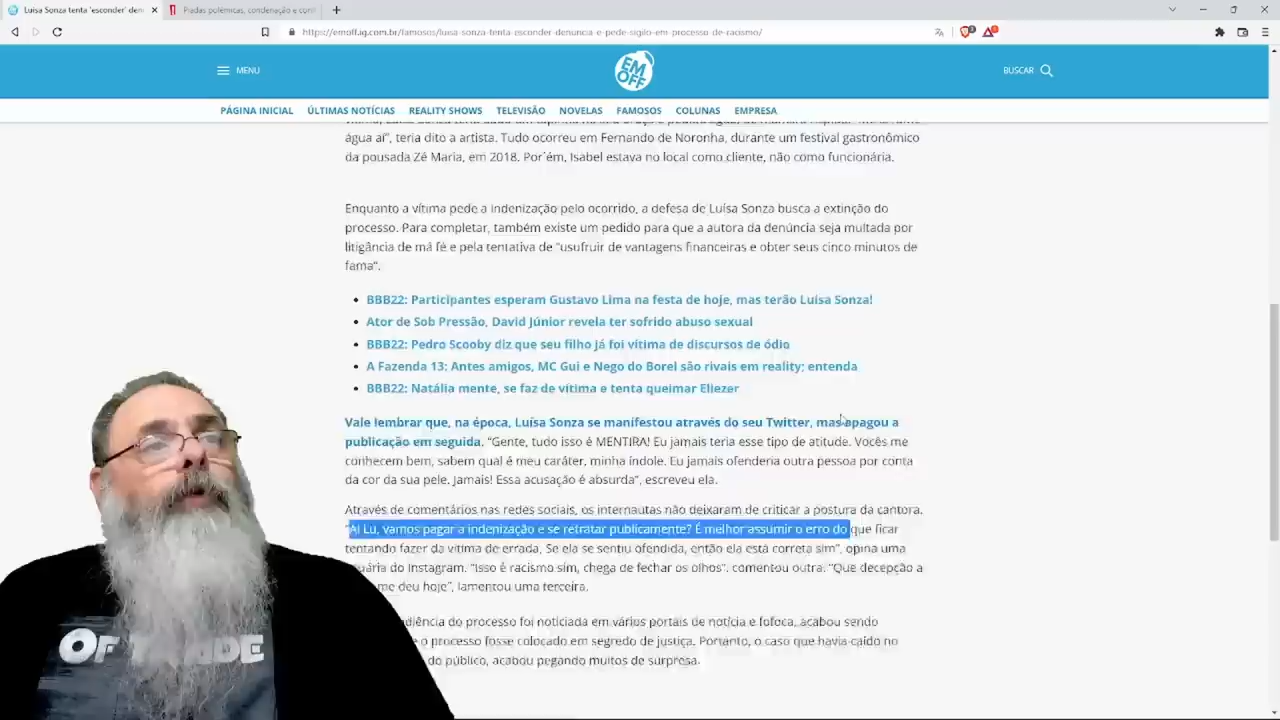 Luísa Sonza tenta 'esconder' den
Piadas polêmicas, condenação e cont
https://emoff.ig.com.br/famosos/luisa-sonza-tenta-esconder-denuncia-e-pede-sigilo-em-processo-de-racismo/
MENU
EM OFF
BUSCAR
PÁGINA INICIAL ÚLTIMAS NOTÍCIAS REALITY SHOWS TELEVISÃO NOVELAS FAMOSOS COLUNAS EMPRESA
água aí", teria dito a artista. Tudo ocorreu em Fernando de Noronha, durante um festival gastronômico
da pousada Zé Maria, em 2018. Por´ém, Isabel estava no local como cliente, não como funcionária.
Enquanto a vítima pede a indenização pelo ocorrido, a defesa de Luísa Sonza busca a extinção do
processo. Para completar, também existe um pedido para que a autora da denúncia seja multada por
litigância de má fé e pela tentativa de "usufruir de vantagens financeiras e obter seus cinco minutos de
fama".
• BBB22: Participantes esperam Gustavo Lima na festa de hoje, mas terão Luísa Sonza!
• Ator de Sob Pressão, David Júnior revela ter sofrido abuso sexual
• BBB22: Pedro Scooby diz que seu filho já foi vítima de discursos de ódio
• A Fazenda 13: Antes amigos, MC Gui e Nego do Borel são rivais em reality; entenda
• BBB22: Natália mente, se faz de vítima e tenta queimar Eliezer
Vale lembrar que, na época, Luísa Sonza se manifestou através do seu Twitter, mas apagou a
publicação em seguida. "Gente, tudo isso é MENTIRA! Eu jamais teria esse tipo de atitude. Vocês me
conhecem bem, sabem qual é meu caráter, minha índole. Eu jamais ofenderia outra pessoa por conta
da cor da sua pele. Jamais! Essa acusação é absurda", escreveu ela.
Através de comentários nas redes sociais, os internautas não deixaram de criticar a postura da cantora.
"Ai Lu, vamos pagar a indenização e se retratar publicamente? É melhor assumir o erro do que ficar
tentando fazer da vítima de errada. Se ela se sentiu ofendida, então ela está correta sim", opina uma
uária do Instagram. "Isso é racismo sim, chega de fechar os olhos". comentou outra. "Que decepção a
me deu hoje", lamentou uma terceira.
diência do processo foi noticiada em vários portais de notícia e fofoca, acabou sendo
e o processo fosse colocado em segredo de justiça. Portanto, o caso que havia caído no
do público, acabou pegando muitos de surpresa.